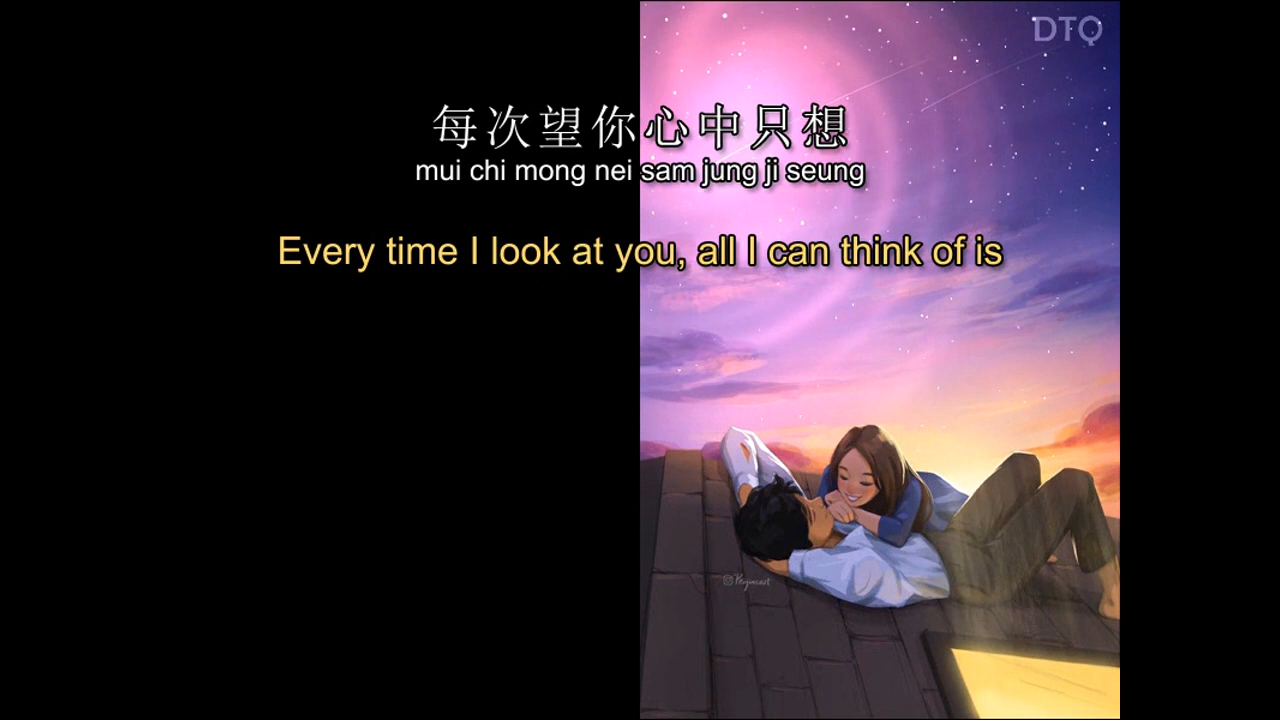 DTQ
每次望你心中只想
mui chi mong nei sam jung ji seung
Every time I look at you, all I can think of is